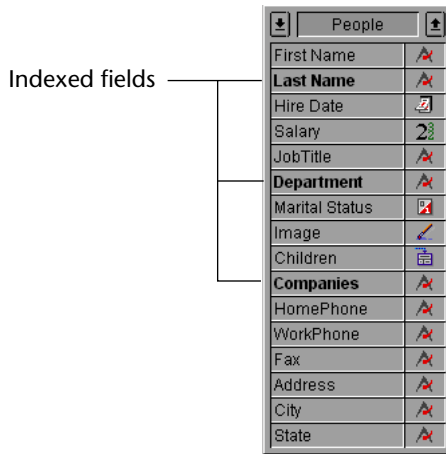 People
First Name
Indexed fields
Last Name
Hire Date
Salary
JobTitle
Department
Marital Status
Image
Children
Companies
HomePhone
WorkPhone
Fax
Address
City
State